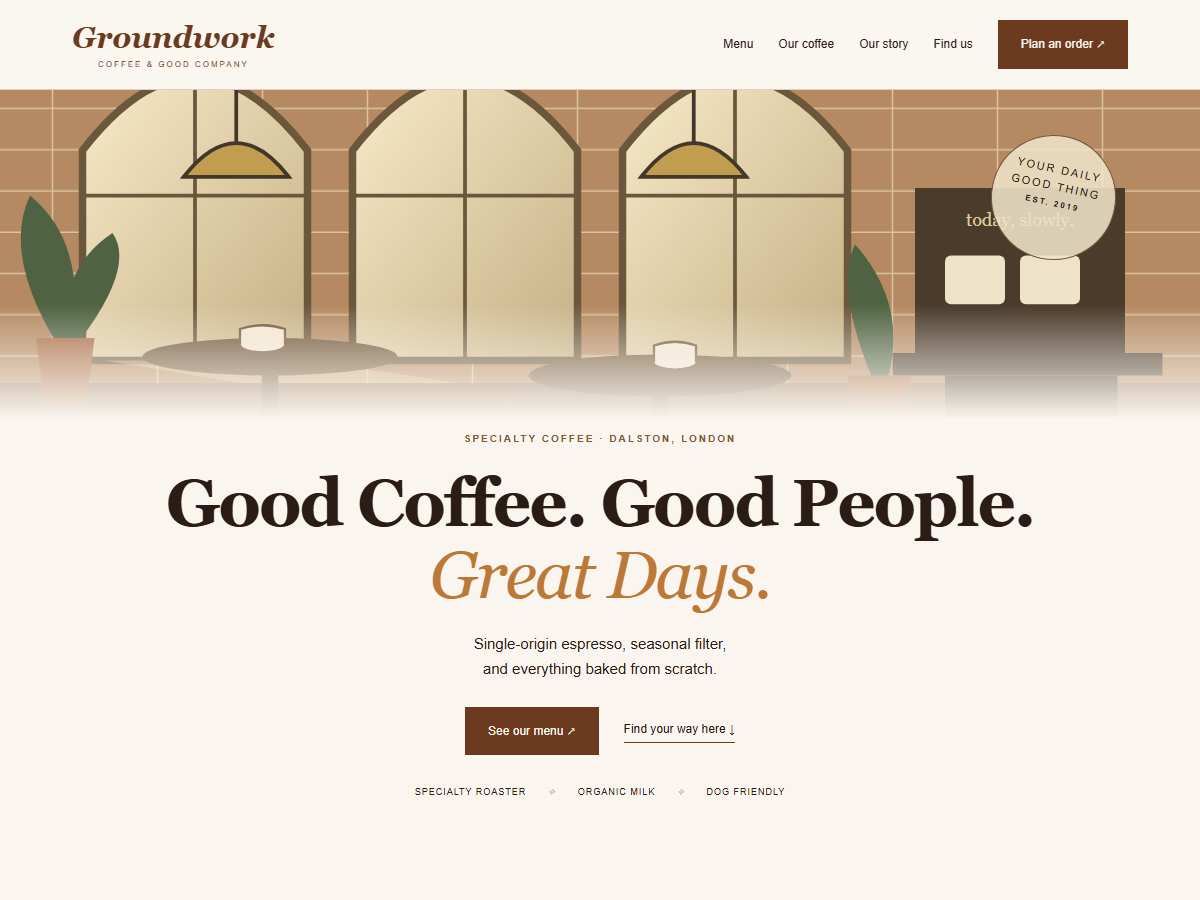 Groundwork
COFFEE & GOOD COMPANY
Menu
Our coffee
Our story
Find us
Plan an order ↗
YOUR DAILY
GOOD THING
EST. 2019
today, slowly.
SPECIALTY COFFEE · DALSTON, LONDON
Good Coffee. Good People.
Great Days.
Single-origin espresso, seasonal filter,
and everything baked from scratch.
See our menu ↗
Find your way here ↓
SPECIALTY ROASTER
ORGANIC MILK
DOG FRIENDLY